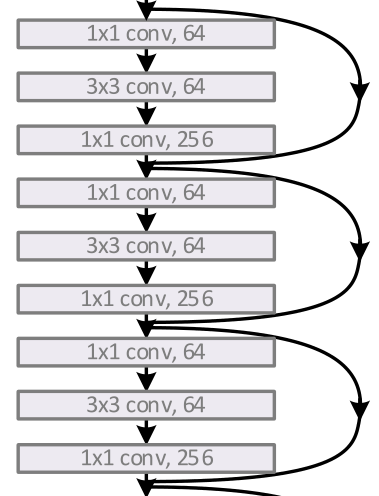 1x1 conv, 64
3x3 conv, 64
1x1 conv, 256
1x1 conv, 64
3x3 conv, 64
1x1 conv, 256
1x1 conv, 64
3x3 conv, 64
1x1 conv, 256